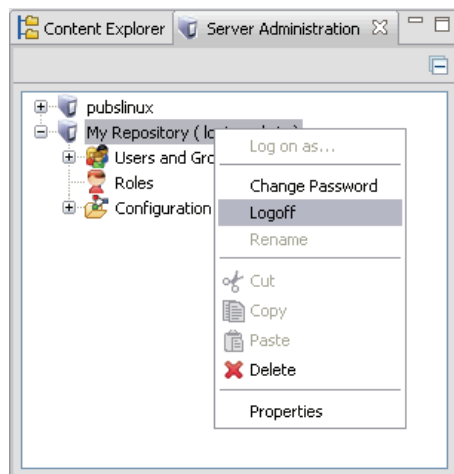 Content Explorer Server Administration
pubslinux
My Repository (
Log on as...
Users and
Change Password
Roles
Logoff
Configuration
Rename
Cut
Copy
Paste
Delete
Properties